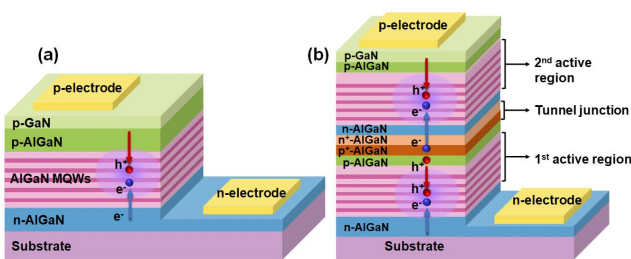 (a)
p-electrode
p-GaN
p-AlGaN
h+
AlGaN MQWs
e-
n-electrode
e-
n-AlGaN
Substrate
(b)
p-electrode
p-GaN
p-AlGaN
2nd active
region
h+
e-
Tunnel junction
n-AlGaN
n+-AlGaN
e-
p+-AlGaN
p-AlGaN
h+
1st active region
h+
e-
n-electrode
e-
n-AlGaN
Substrate